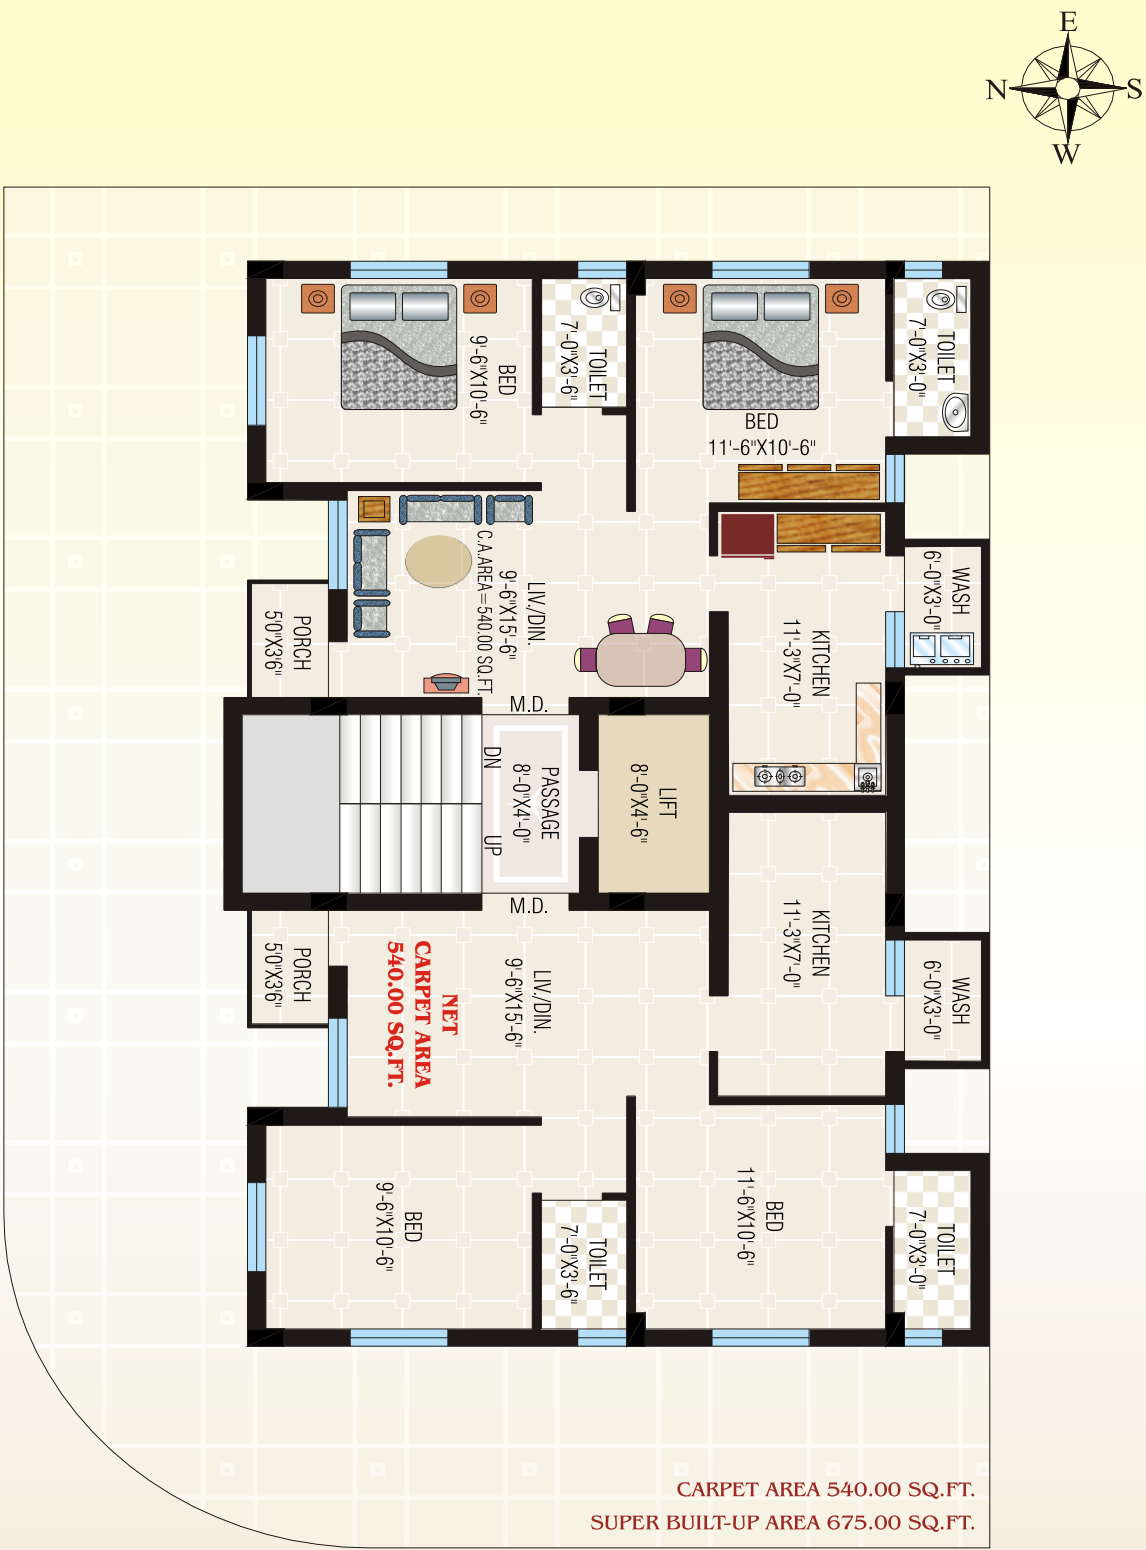 E
N
S
W
BED
9'-6"X10'-6"
TOILET
7'-0"X3'-6"
BED
11'-6"X10'-6"
TOILET
7'-0"X3'-0"
LIV./DIN.
9'-6"X15'-6"
C.A.AREA=540.00 SQ.FT.
PORCH
5'0"X3'6"
KITCHEN
11'-3"X7'-0"
WASH
6'-0"X3'-0"
M.D.
DN
UP
PASSAGE
8'-0"X4'-0"
LIFT
8'-0"X4'-6"
M.D.
PORCH
5'0"X3'6"
NET
CARPET AREA
540.00 SQ.FT.
LIV./DIN.
9'-6"X15'-6"
KITCHEN
11'-3"X7'-0"
WASH
6'-0"X3'-0"
BED
9'-6"X10'-6"
TOILET
7'-0"X3'-6"
BED
11'-6"X10'-6"
TOILET
7'-0"X3'-0"
CARPET AREA 540.00 SQ.FT.
SUPER BUILT-UP AREA 675.00 SQ.FT.